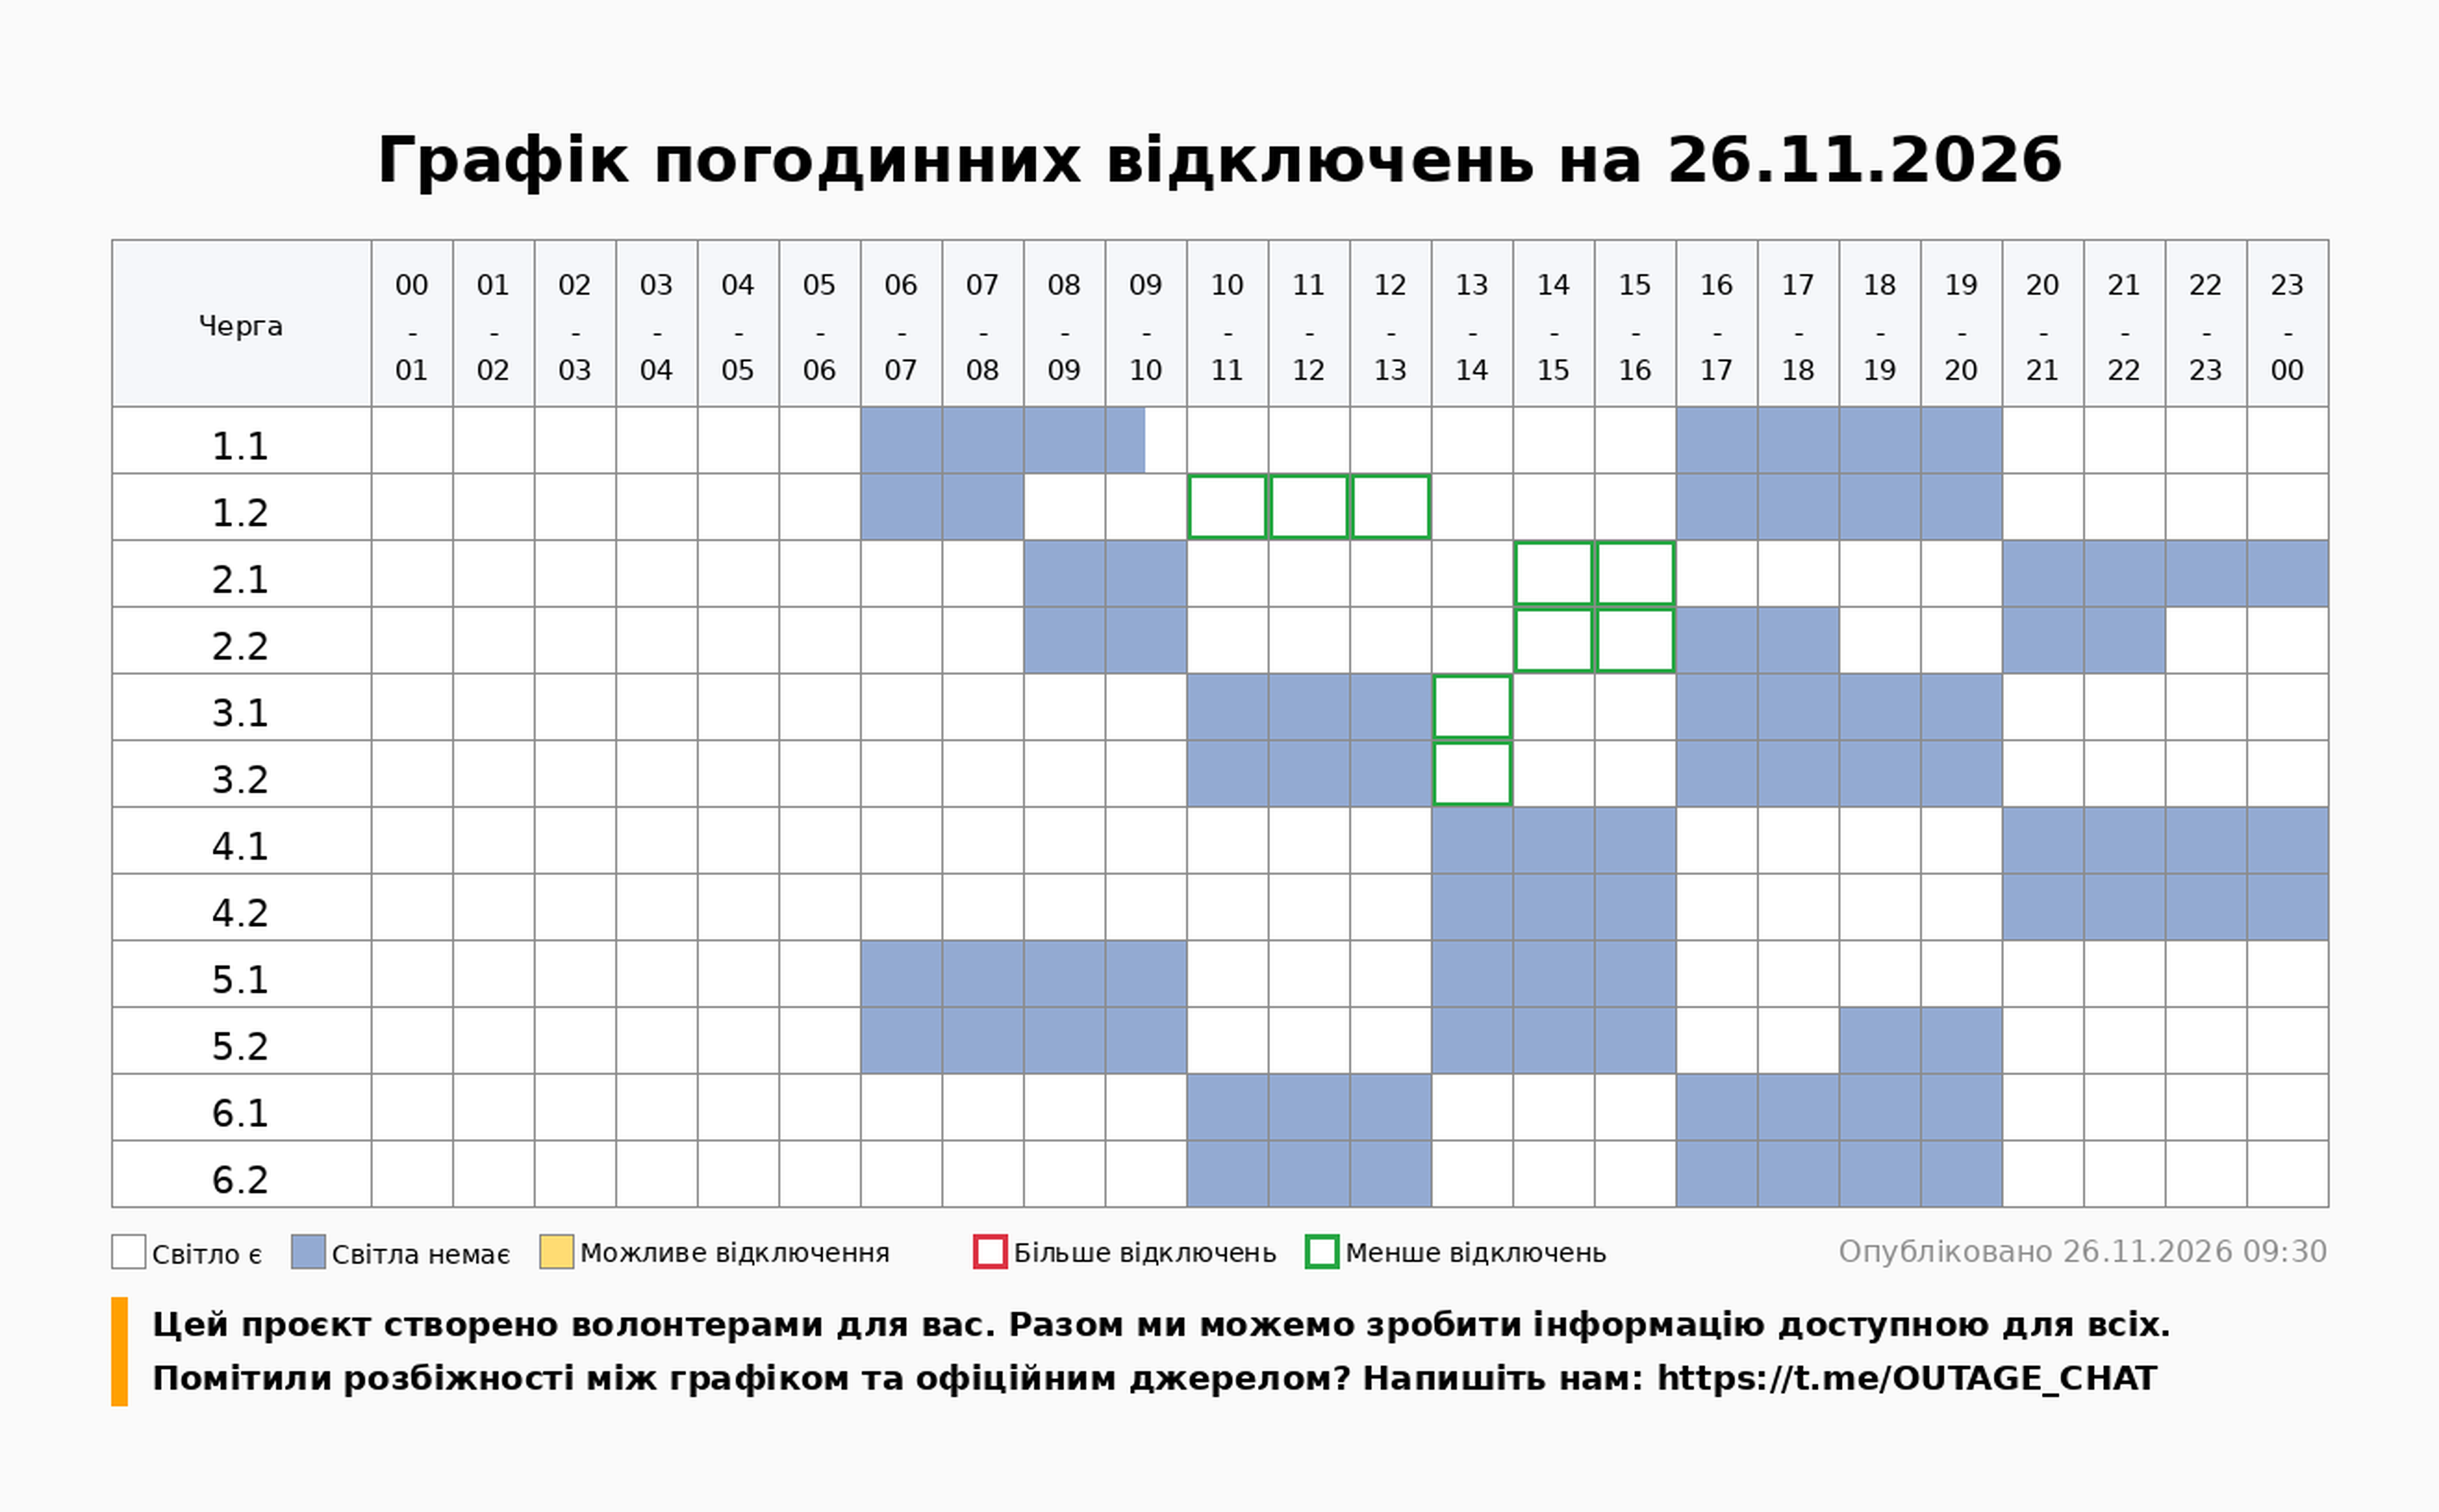 Графік погодинних відключень на 26.11.2026
Черга 00 - 01 01 - 02 02 - 03 03 - 04 04 - 05 05 - 06 06 - 07 07 - 08 08 - 09 09 - 10 10 - 11 11 - 12 12 - 13 13 - 14 14 - 15 15 - 16 16 - 17 17 - 18 18 - 19 19 - 20 20 - 21 21 - 22 22 - 23 23 - 00
1.1
1.2
2.1
2.2
3.1
3.2
4.1
4.2
5.1
5.2
6.1
6.2
Світло є Світла немає Можливе відключення Більше відключень Менше відключень Опубліковано 26.11.2026 09:30
Цей проєкт створено волонтерами для вас. Разом ми можемо зробити інформацію доступною для всіх.
Помітили розбіжності між графіком та офіційним джерелом? Напишіть нам: https://t.me/OUTAGE_CHAT